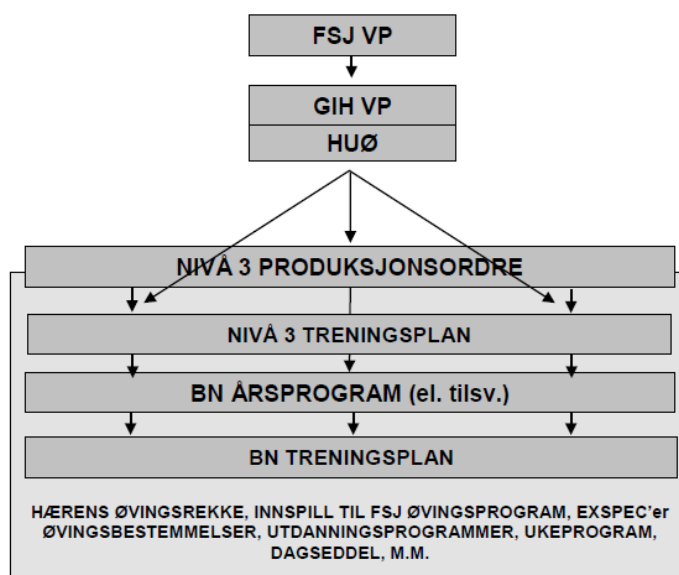 FSJ VP
GIH VP
HUØ
NIVÅ 3 PRODUKSJONSORDRE
NIVÅ 3 TRENINGSPLAN
BN ÅRSPROGRAM (el. tilsv.)
BN TRENINGSPLAN
HÆRENS ØVINGSREKKE, INNSPILL TIL FSJ ØVINGSPROGRAM, EXSPEC'er
ØVINGSBESTEMMELSER, UTDANNINGSPROGRAMMER, UKEPROGRAM,
DAGSEDDEL, M.M.